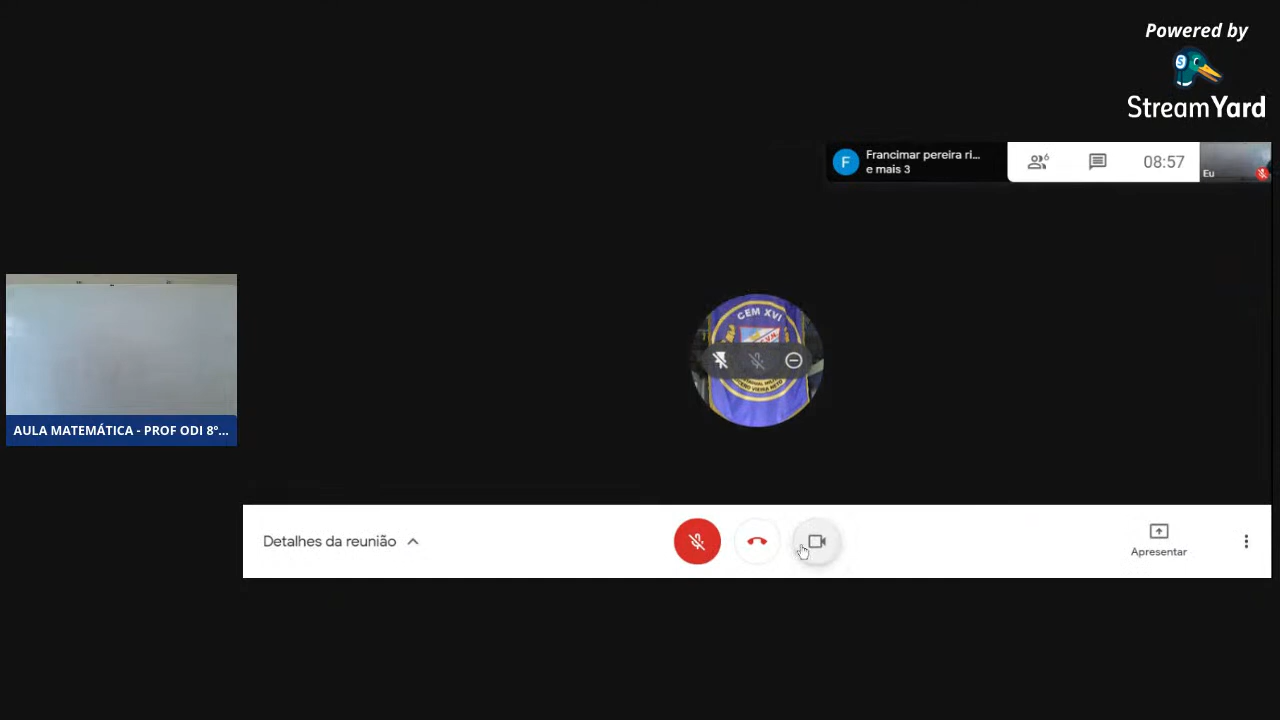 Powered by
StreamYard
F
Francimar pereira ri...
e mais 3
6
08:57
Eu
CEM XVI
AULA MATEMÁTICA - PROF ODI 8º...
Detalhes da reunião
Apresentar